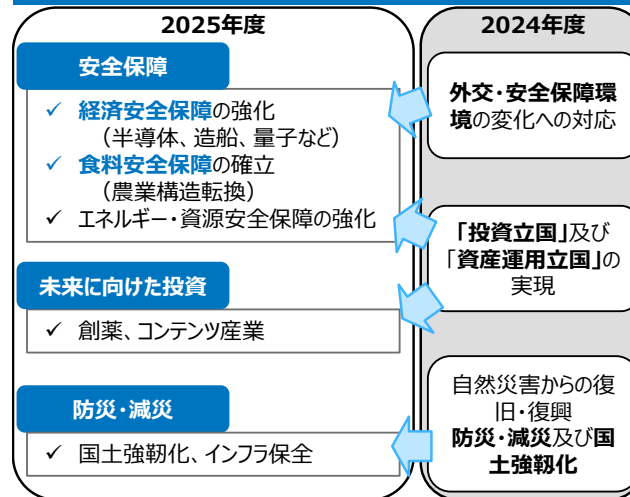 2025年度
安全保障
✓ 経済安全保障の強化
（半導体、造船、量子など）
✓ 食料安全保障の確立
（農業構造転換）
✓ エネルギー・資源安全保障の強化
未来に向けた投資
✓ 創薬、コンテンツ産業
防災・減災
✓ 国土強靭化、インフラ保全
2024年度
外交・安全保障環
境の変化への対応
「投資立国」及び
「資産運用立国」の
実現
自然災害からの復
旧・復興
防災・減災及び国
土強靱化